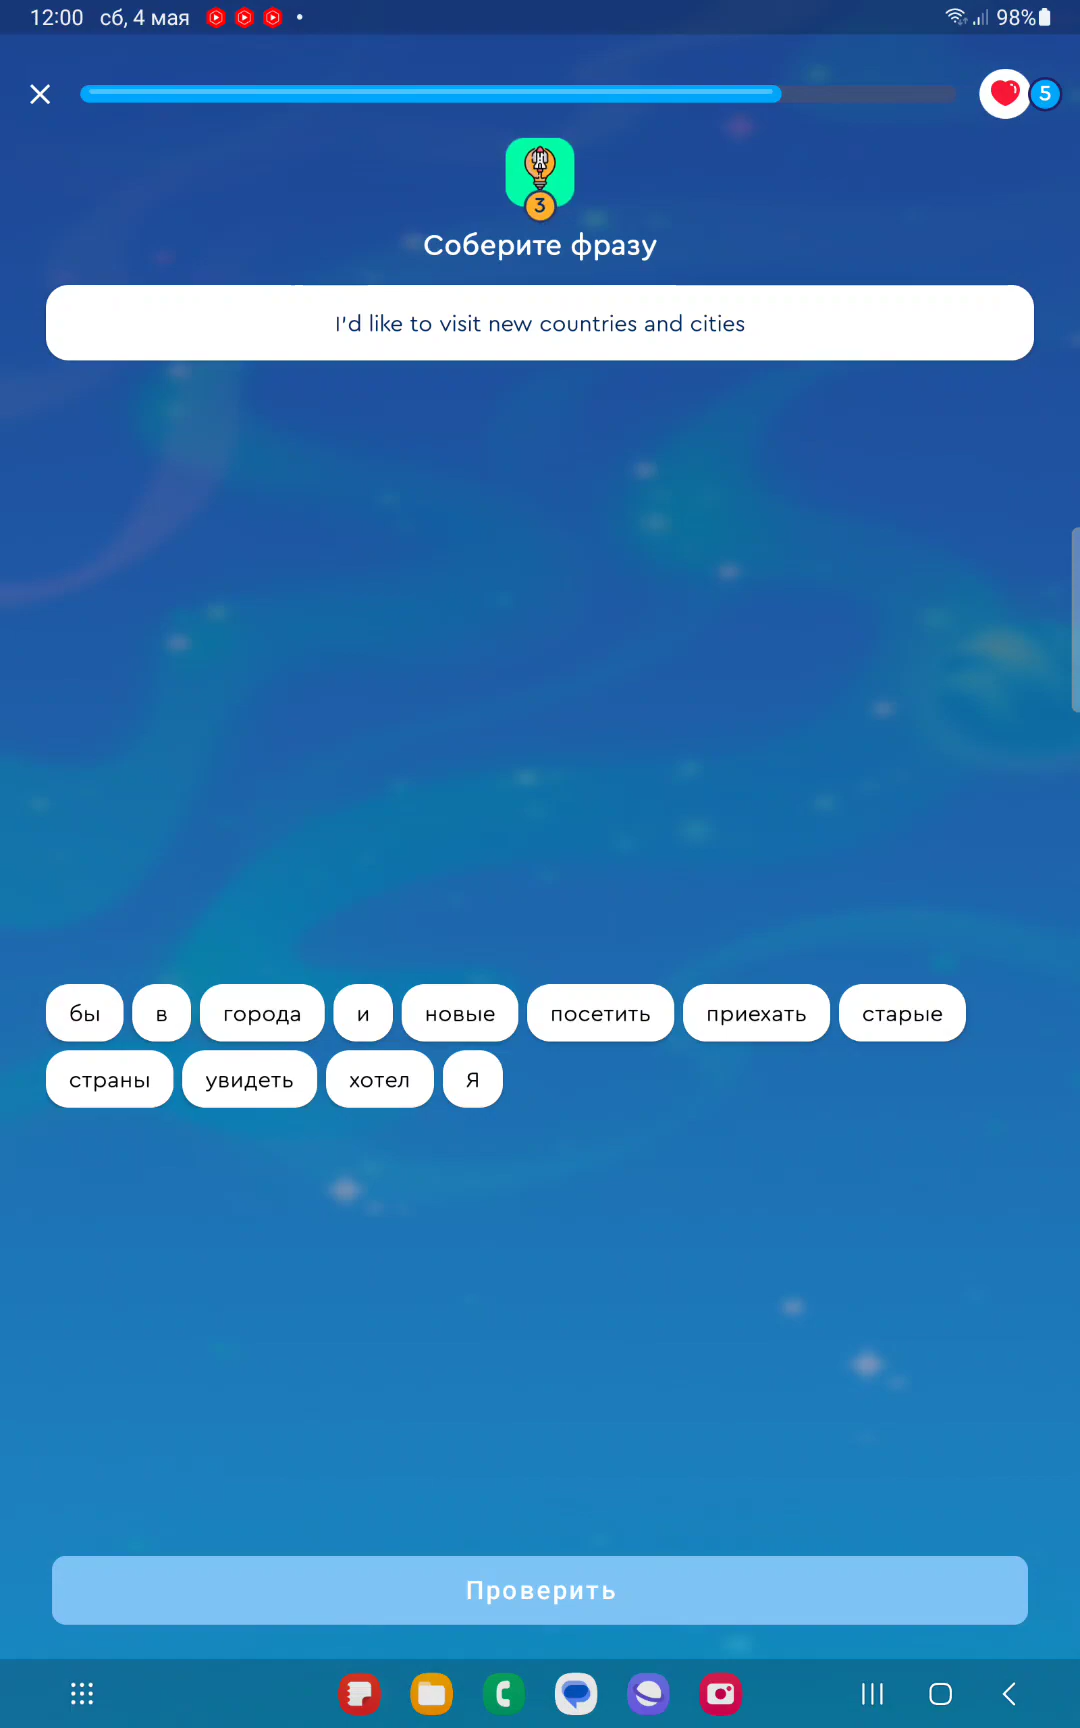 12:00 сб, 4 мая 98%
5
3
Соберите фразу
I'd like to visit new countries and cities
бы в города и новые посетить приехать старые
страны увидеть хотел Я
Проверить